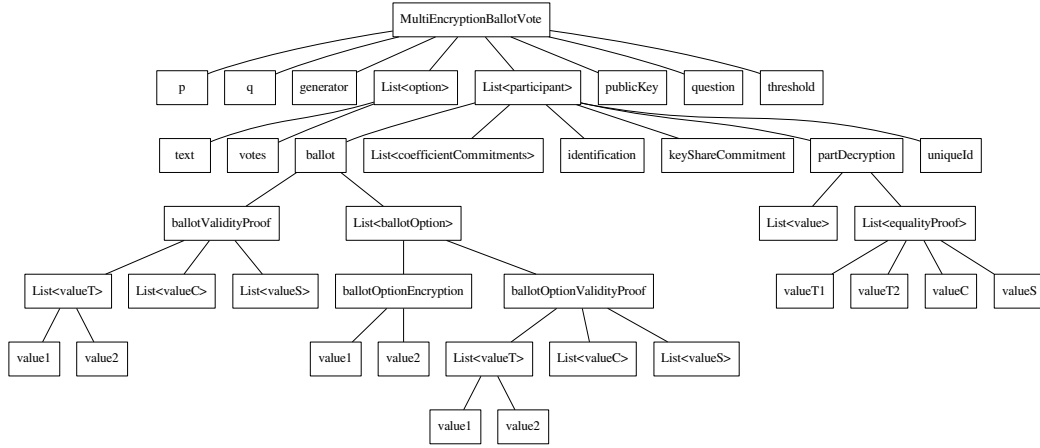 MultiEncryptionBallotVote
p
q
generator
List<option>
List<participant>
publicKey
question
threshold
text
votes
ballot
List<coefficientCommitments>
identification
keyShareCommitment
partDecryption
uniqueId
ballotValidityProof
List<ballotOption>
List<value>
List<equalityProof>
List<valueT>
List<valueC>
List<valueS>
ballotOptionEncryption
ballotOptionValidityProof
valueT1
valueT2
valueC
valueS
value1
value2
value1
value2
List<valueT>
List<valueC>
List<valueS>
value1
value2